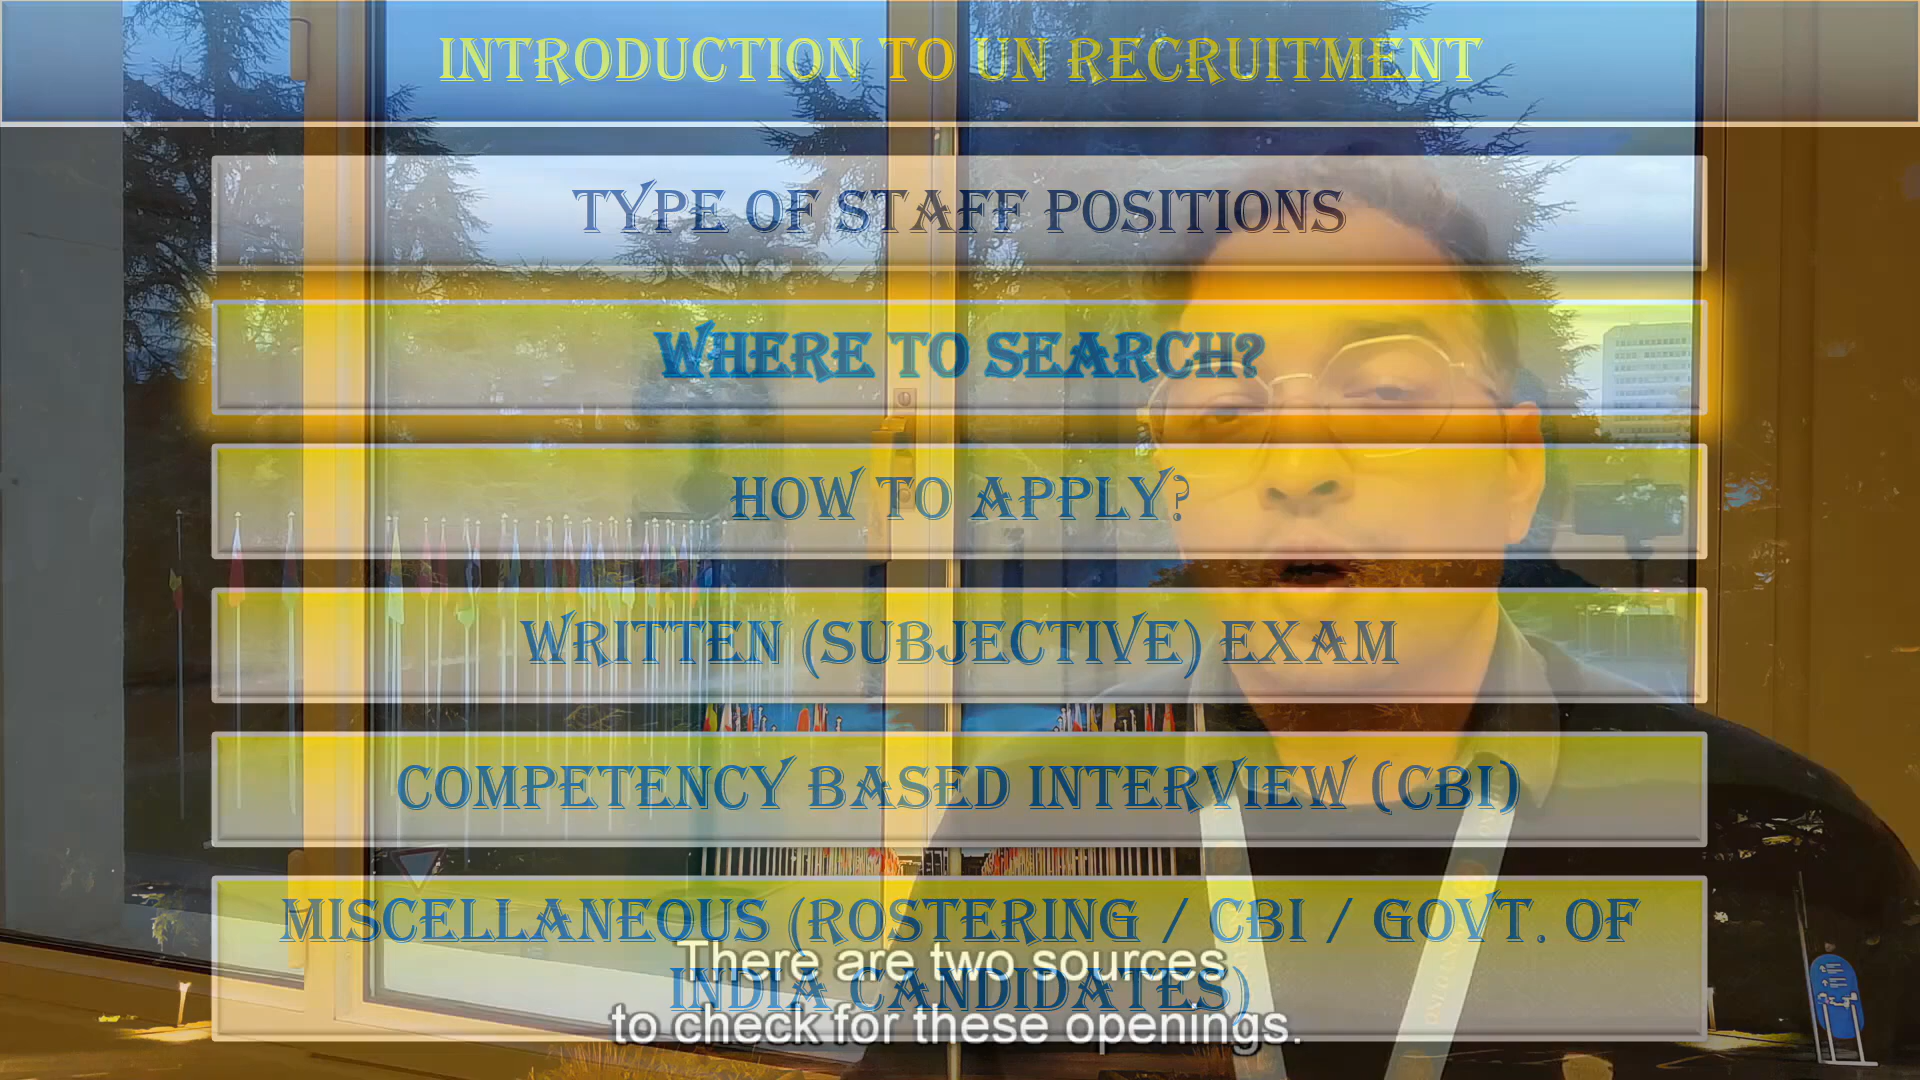 INTRODUCTION TO UN RECRUITMENT
TYPE OF STAFF POSITIONS
WHERE TO SEARCH?
HOW TO APPLY?
WRITTEN (SUBJECTIVE) EXAM
COMPETENCY BASED INTERVIEW (CBI)
MISCELLANEOUS (ROSTERING / CBI / GOVT. OF
INDIA CANDIDATES)
There are two sources
to check for these openings.